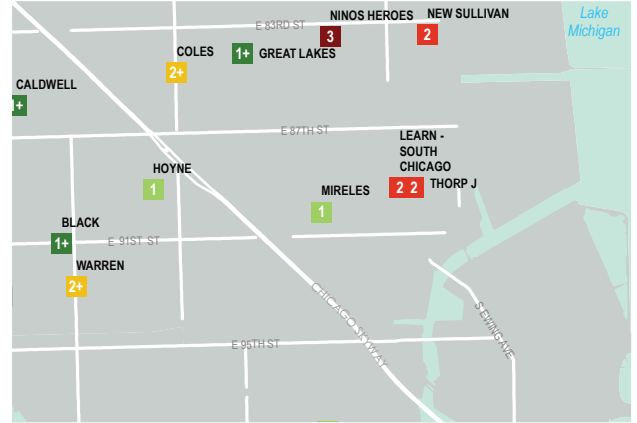 NINOS HEROES
NEW SULLIVAN
Lake
Michigan
E 83RD ST
3
2
COLES
1+
GREAT LAKES
2+
CALDWELL
1+
E 87TH ST
LEARN -
SOUTH
CHICAGO
HOYNE
1
2 2
THORP J
MIRELES
1
BLACK
1+
E 91ST ST
WARREN
2+
CHICAGO SKYWAY
S EWING AVE
E 95TH ST